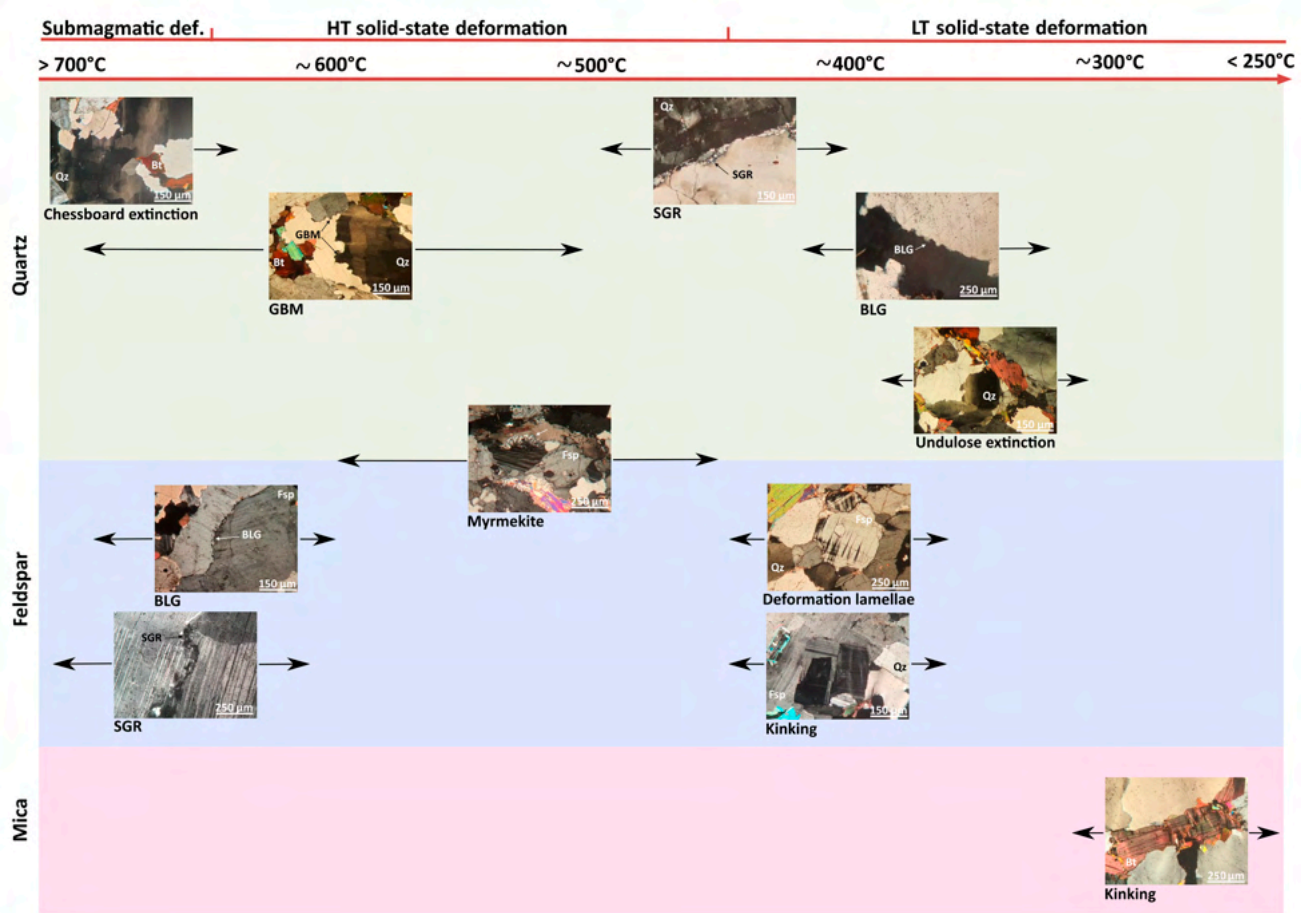 Submagmatic def. HT solid-state deformation LT solid-state deformation
> 700°C ~600°C ~500°C ~400°C ~300°C < 250°C
Quartz
Qz
Bt
150 µm
Chessboard extinction
Qz
SGR
150 µm
SGR
GBM
Bt
Qz
150 µm
GBM
BLG
250 µm
BLG
Qz
150 µm
Undulose extinction
Fsp
250 µm
Myrmekite
Feldspar
Fsp
BLG
150 µm
BLG
Fsp
Qz
250 µm
Deformation lamellae
SGR
250 µm
SGR
Qz
Fsp
150 µm
Kinking
Mica
Bt
250 µm
Kinking